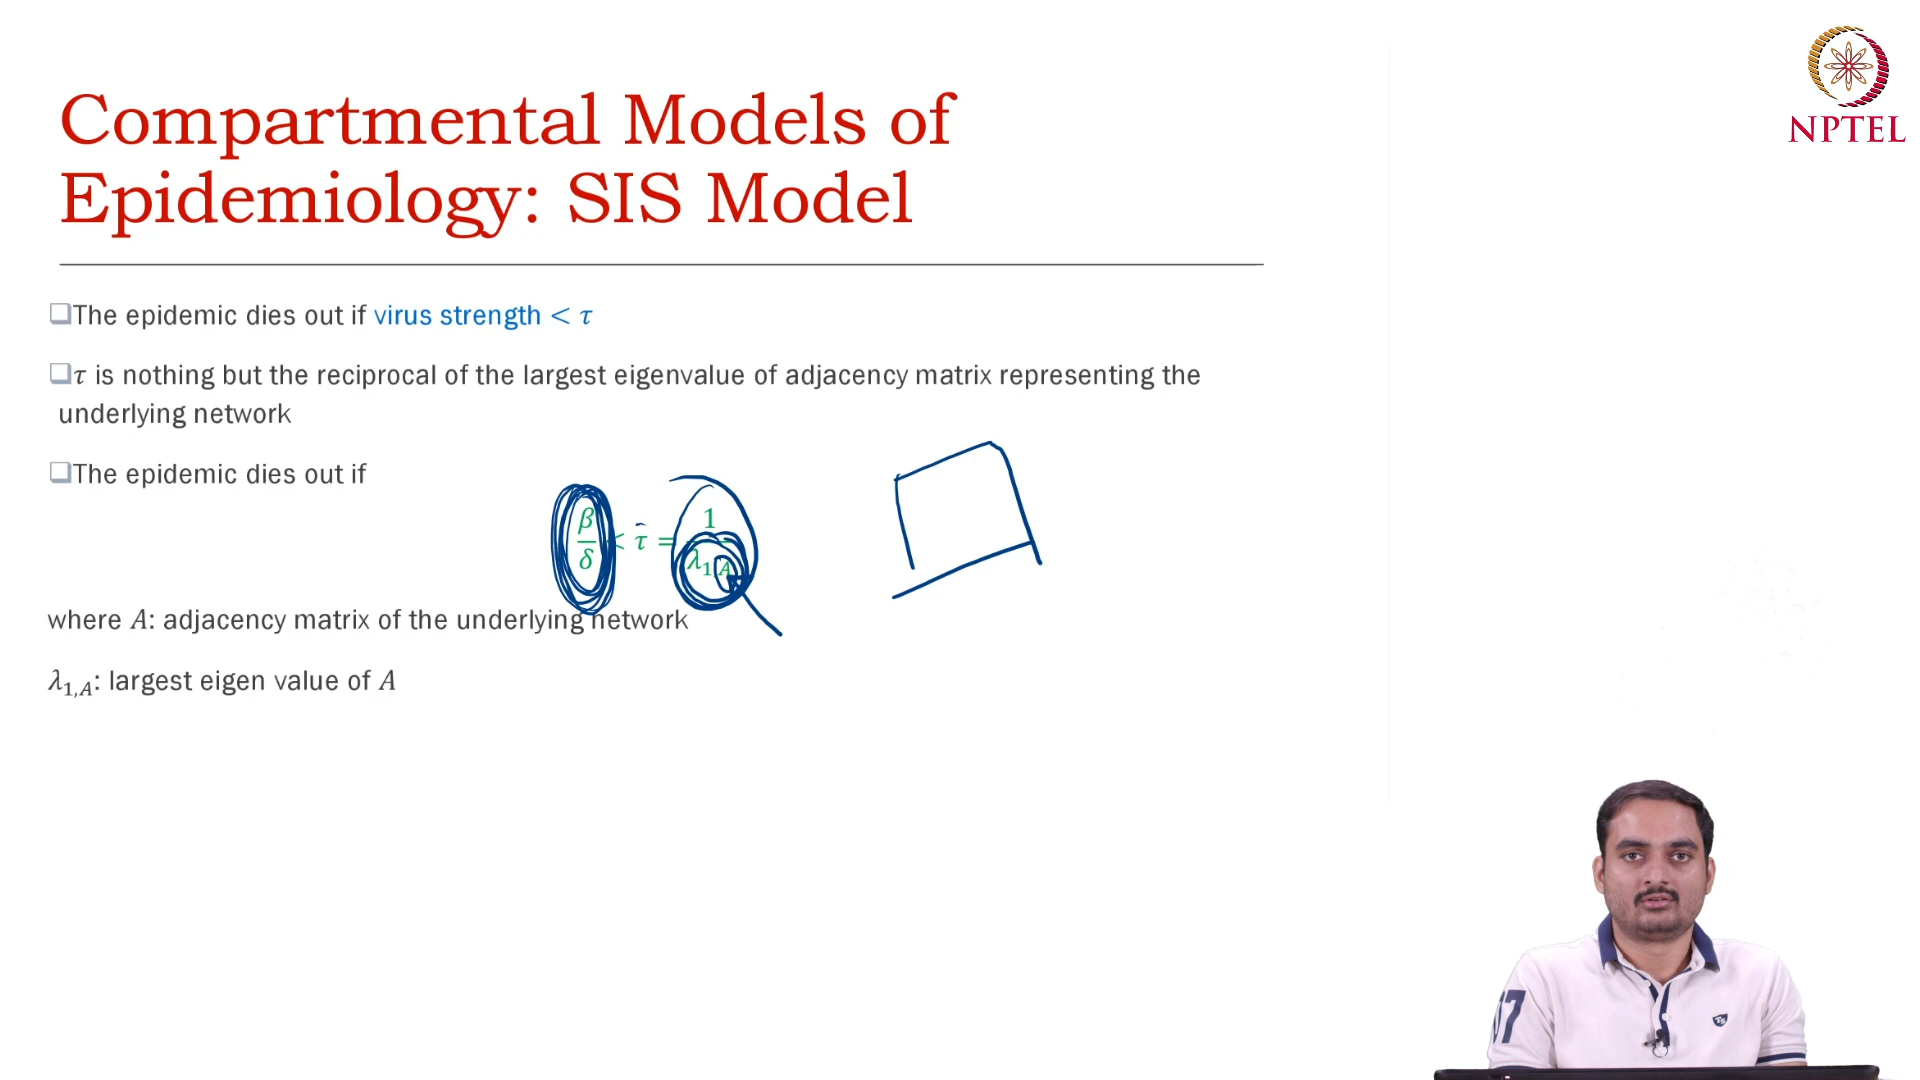 NPTEL
Compartmental Models of
Epidemiology: SIS Model
The epidemic dies out if virus strength < τ
τ is nothing but the reciprocal of the largest eigenvalue of adjacency matrix representing the
underlying network
The epidemic dies out if
β/δ < τ = 1/λ₁,A
where A: adjacency matrix of the underlying network
λ₁,A: largest eigen value of A